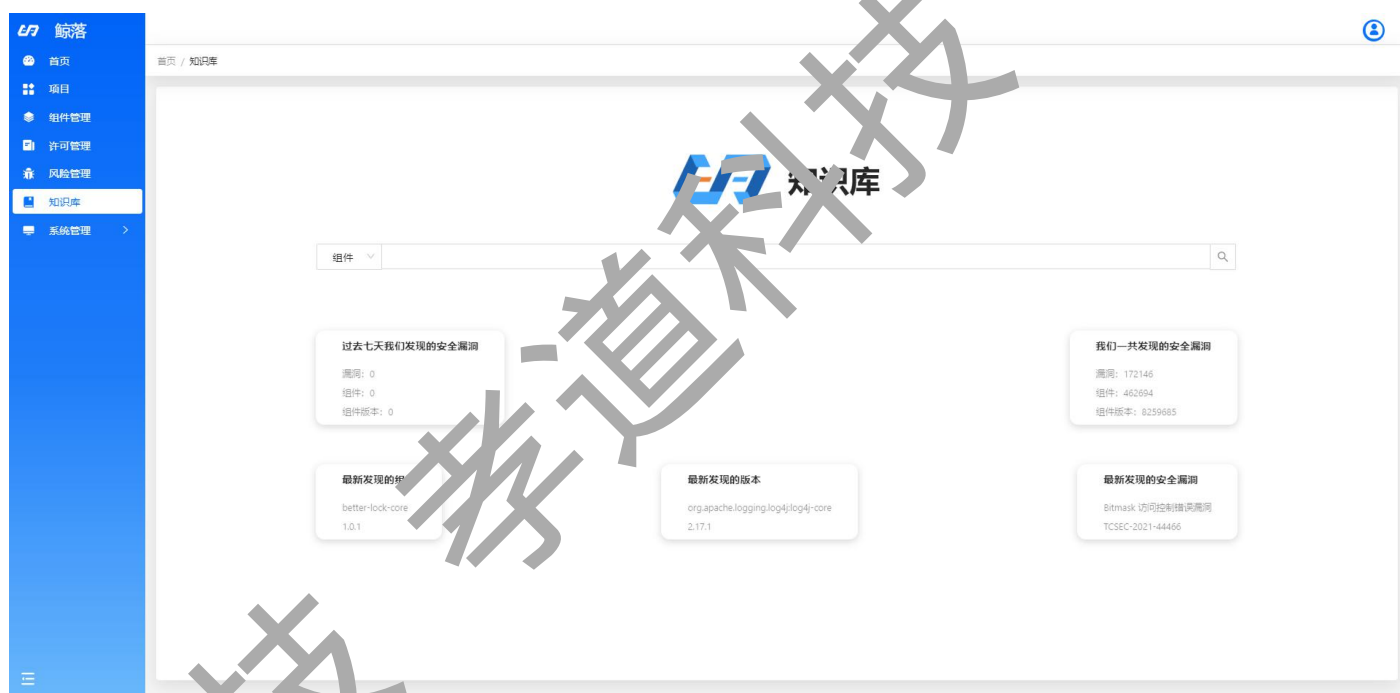 鲸落
首页
项目
组件管理
许可管理
风险管理
知识库
系统管理
首页 / 知识库
知识库
组件
过去七天我们发现的安全漏洞
漏洞：0
组件：0
组件版本：0
我们一共发现的安全漏洞
漏洞：172146
组件：462694
组件版本：8259685
最新发现的组
better-lock-core
1.0.1
最新发现的版本
org.apache.logging.log4j:log4j-core
2.17.1
最新发现的安全漏洞
Bitmask 访问控制错误漏洞
TCSEC-2021-44466
孝道科技
技